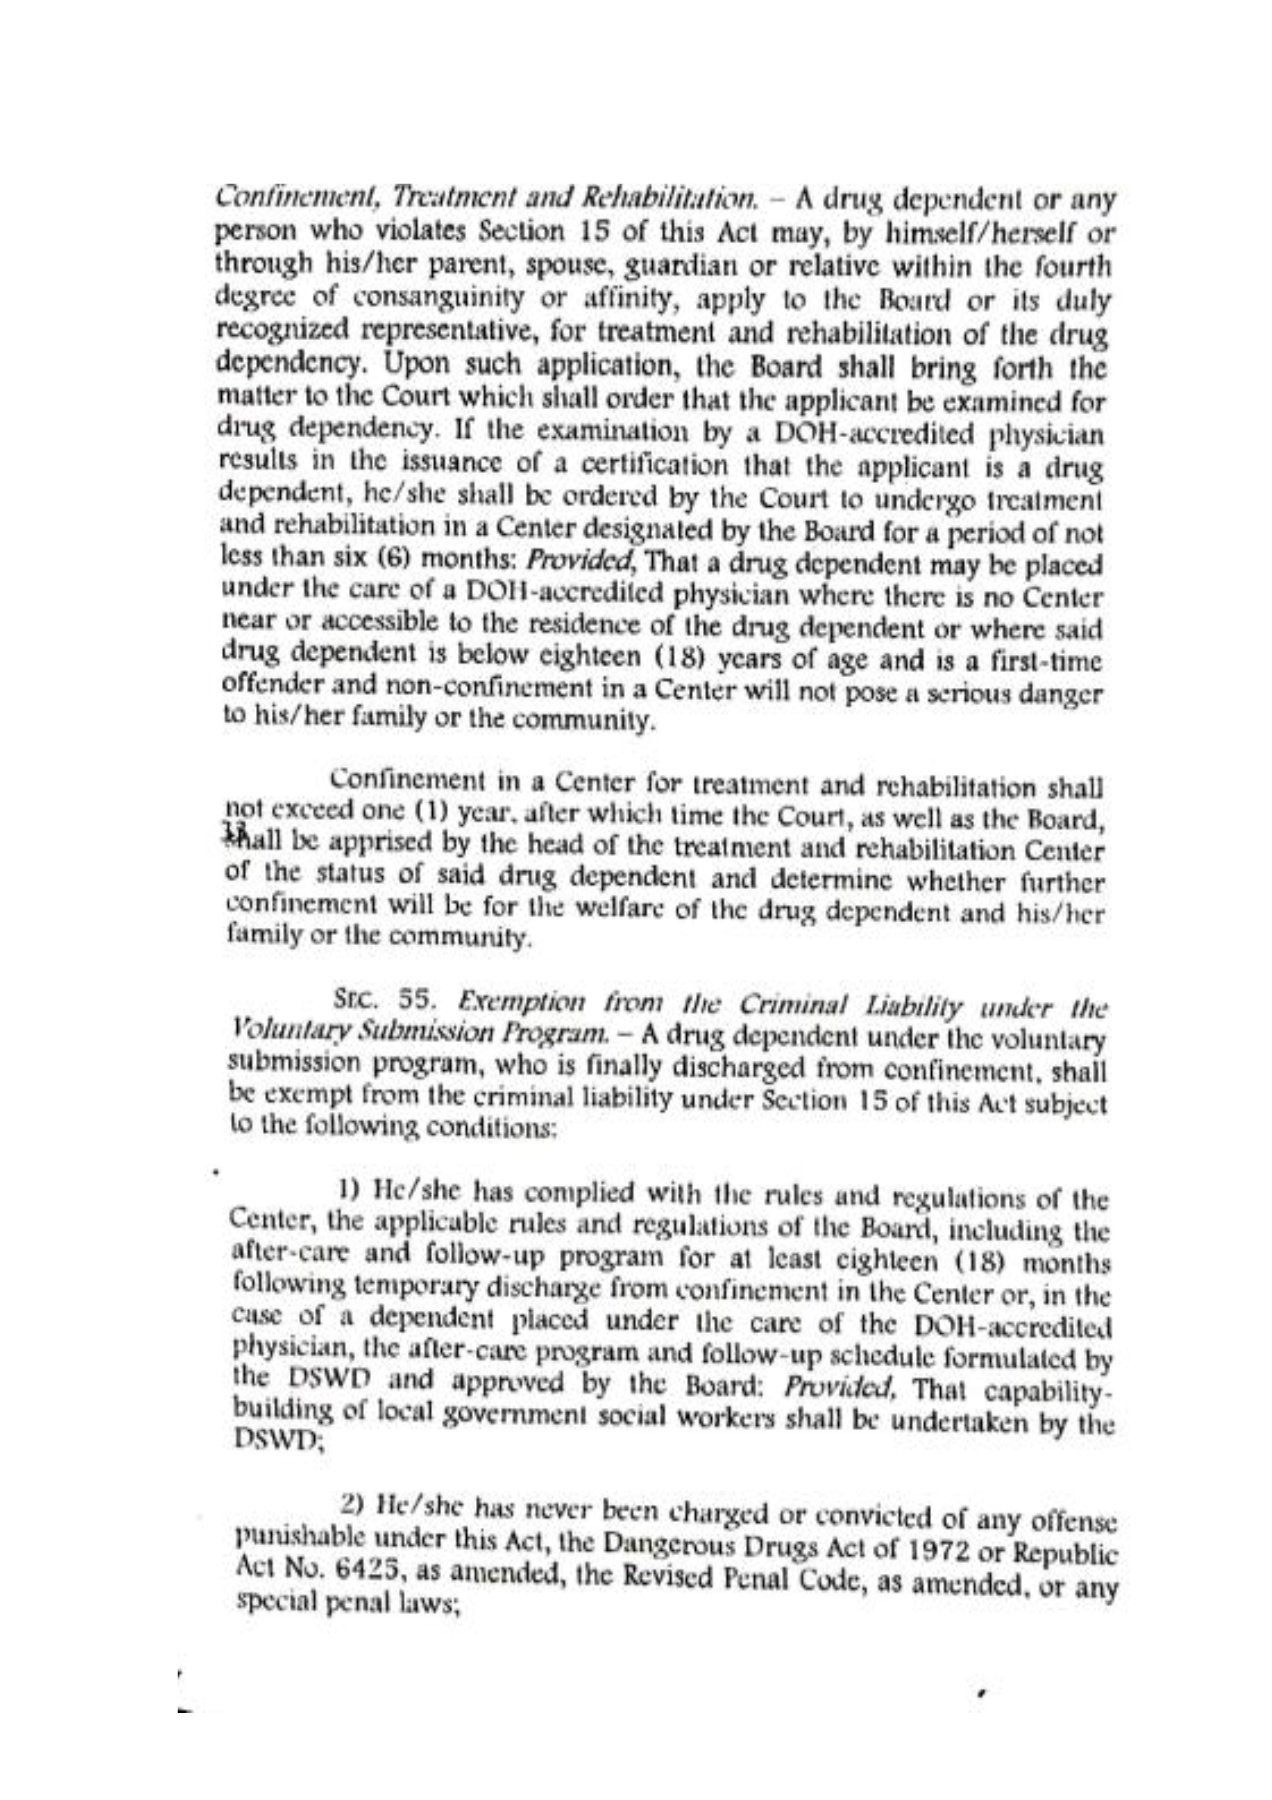 Confinement, Treatment and Rehabilitation. – A drug dependent or any
person who violates Section 15 of this Act may, by himself/herself or
through his/her parent, spouse, guardian or relative within the fourth
degree of consanguinity or affinity, apply to the Board or its duly
recognized representative, for treatment and rehabilitation of the drug
dependency. Upon such application, the Board shall bring forth the
matter to the Court which shall order that the applicant be examined for
drug dependency. If the examination by a DOH-accredited physician
results in the issuance of a certification that the applicant is a drug
dependent, he/she shall be ordered by the Court to undergo treatment
and rehabilitation in a Center designated by the Board for a period of not
less than six (6) months: Provided, That a drug dependent may be placed
under the care of a DOH-accredited physician where there is no Center
near or accessible to the residence of the drug dependent or where said
drug dependent is below eighteen (18) years of age and is a first-time
offender and non-confinement in a Center will not pose a serious danger
to his/her family or the community.
Confinement in a Center for treatment and rehabilitation shall
not exceed one (1) year, after which time the Court, as well as the Board,
shall be apprised by the head of the treatment and rehabilitation Center
of the status of said drug dependent and determine whether further
confinement will be for the welfare of the drug dependent and his/her
family or the community.
SEC. 55. Exemption from the Criminal Liability under the
Voluntary Submission Program. – A drug dependent under the voluntary
submission program, who is finally discharged from confinement, shall
be exempt from the criminal liability under Section 15 of this Act subject
to the following conditions:
1) He/she has complied with the rules and regulations of the
Center, the applicable rules and regulations of the Board, including the
after-care and follow-up program for at least eighteen (18) months
following temporary discharge from confinement in the Center or, in the
case of a dependent placed under the care of the DOH-accredited
physician, the after-care program and follow-up schedule formulated by
the DSWD and approved by the Board: Provided, That capability-
building of local government social workers shall be undertaken by the
DSWD;
2) He/she has never been charged or convicted of any offense
punishable under this Act, the Dangerous Drugs Act of 1972 or Republic
Act No. 6425, as amended, the Revised Penal Code, as amended, or any
special penal laws;